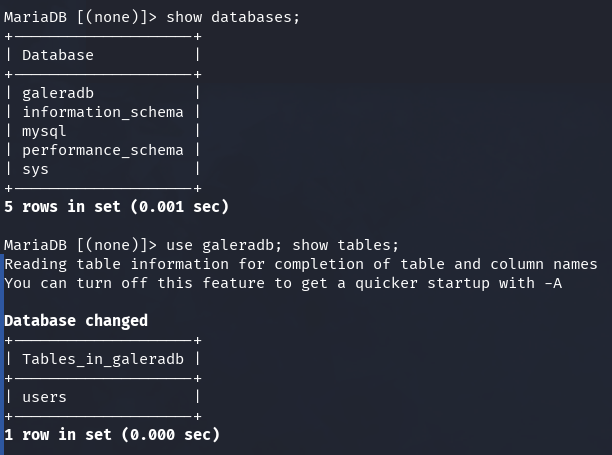 MariaDB [(none)]> show databases;
+--------------------+
| Database           |
+--------------------+
| galeradb           |
| information_schema |
| mysql              |
| performance_schema |
| sys                |
+--------------------+
5 rows in set (0.001 sec)
MariaDB [(none)]> use galeradb; show tables;
Reading table information for completion of table and column names
You can turn off this feature to get a quicker startup with -A
Database changed
+--------------------+
| Tables_in_galeradb |
+--------------------+
| users              |
+--------------------+
1 row in set (0.000 sec)